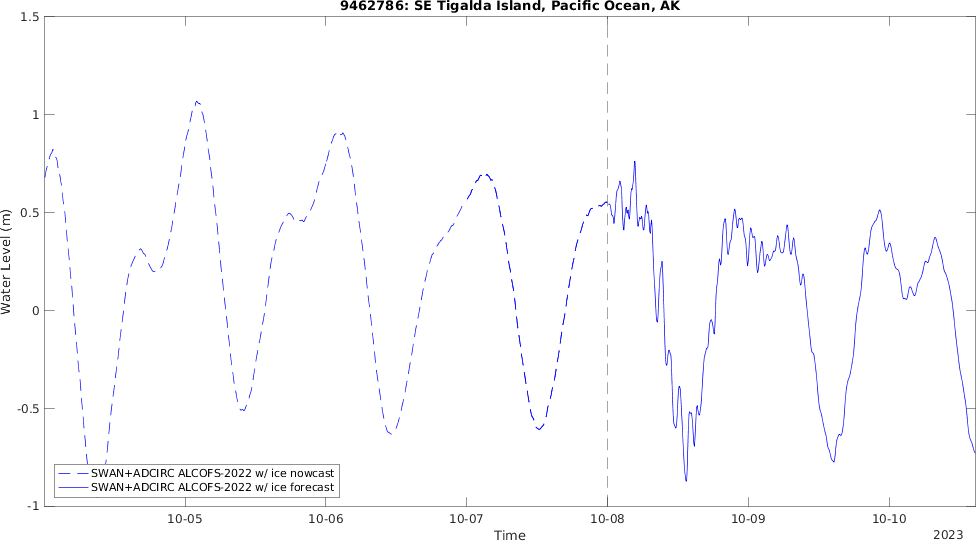 9462786: SE Tigalda Island, Pacific Ocean, AK
1.5
1
0.5
0
-0.5
-1
Water Level (m)
SWAN+ADCIRC ALCOFS-2022 w/ ice nowcast
SWAN+ADCIRC ALCOFS-2022 w/ ice forecast
10-05 10-06 10-07 10-08 10-09 10-10
Time
2023